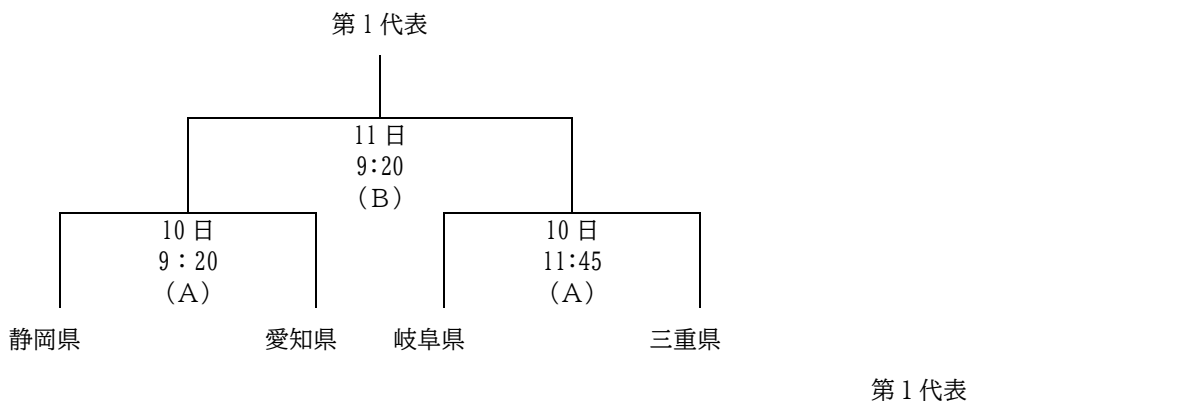 第1代表
11日
9:20
（B）
10日
9：20
（A）
10日
11:45
（A）
静岡県
愛知県
岐阜県
三重県
第1代表